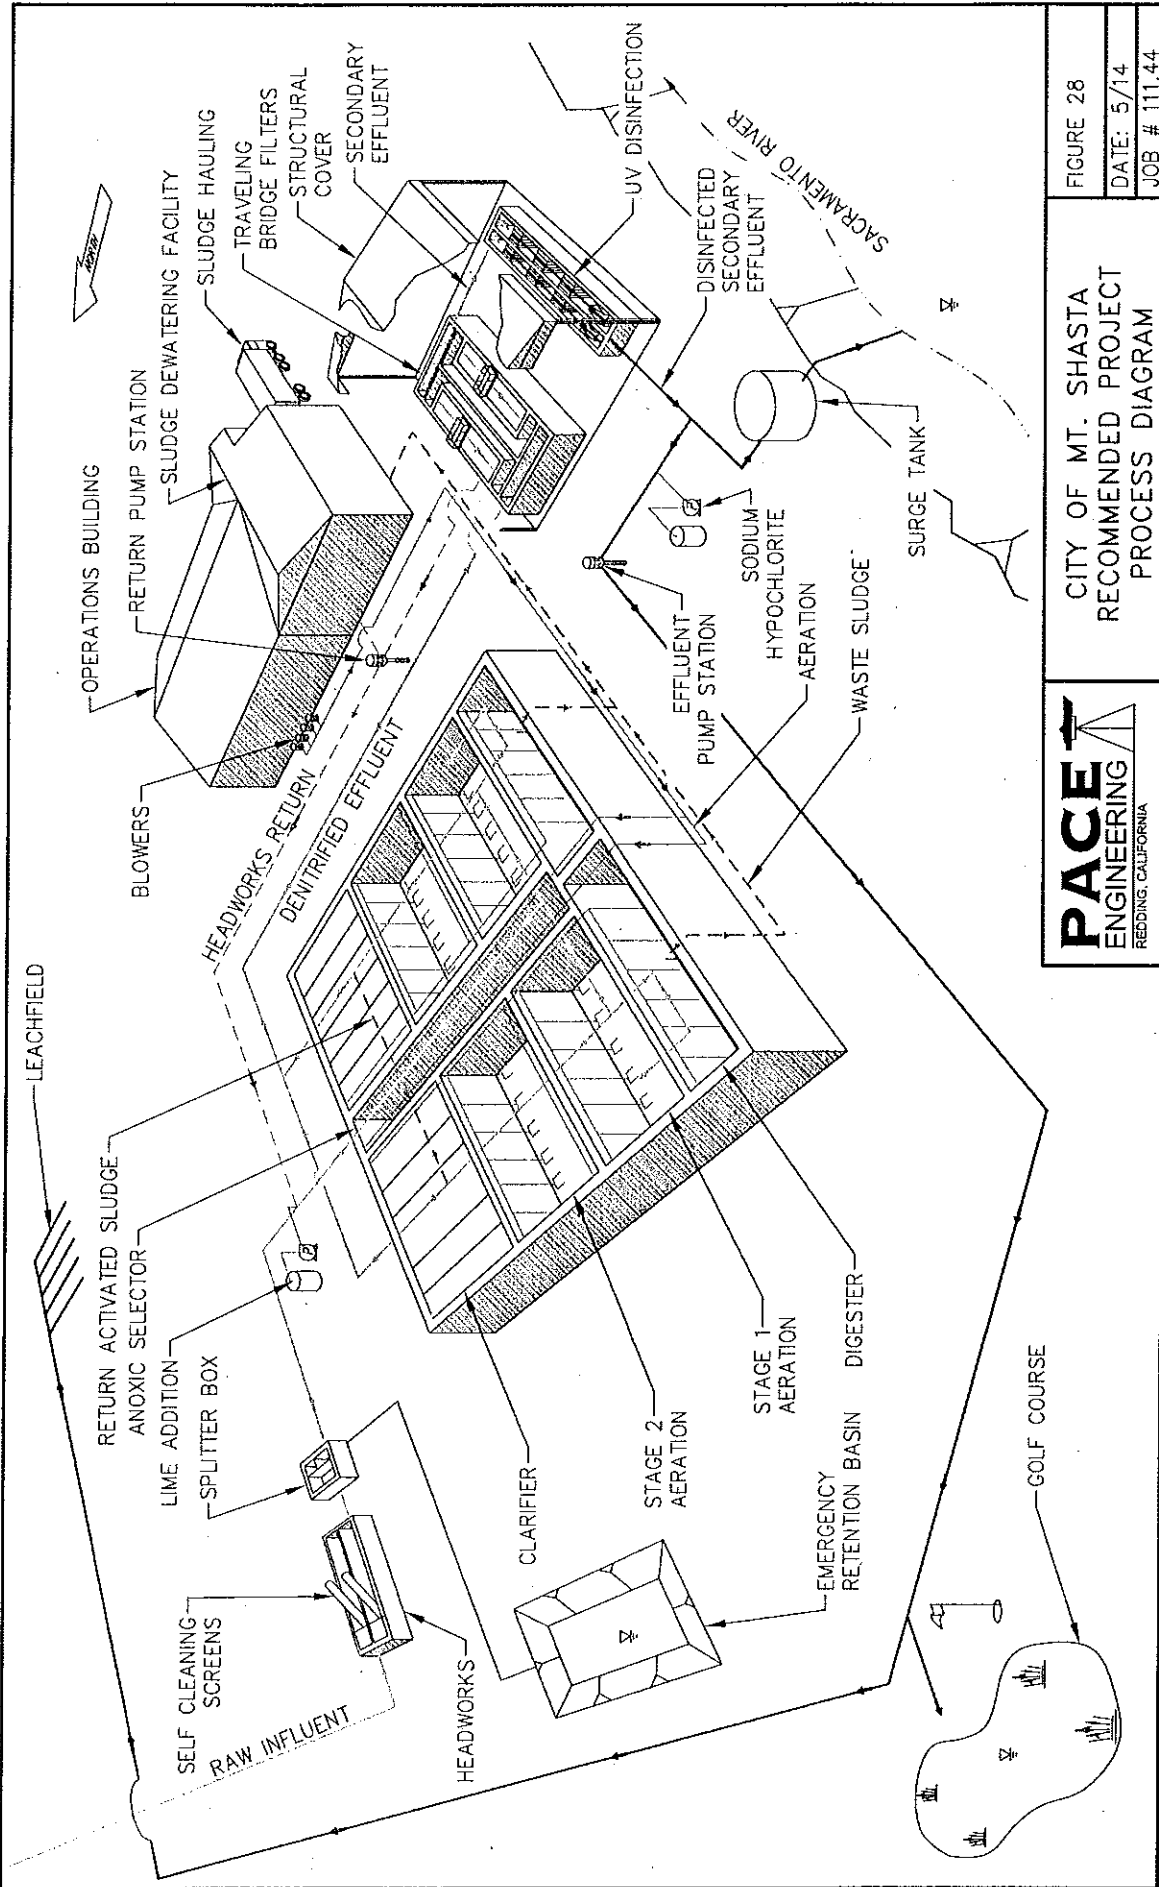 LEACHFIELD
OPERATIONS BUILDING
RETURN PUMP STATION
SLUDGE DEWATERING FACILITY
SLUDGE HAULING
TRAVELING
BRIDGE FILTERS
STRUCTURAL
COVER
SECONDARY
EFFLUENT
NORTH
BLOWERS
HEADWORKS RETURN
DENITRIFIED EFFLUENT
RETURN ACTIVATED SLUDGE
ANOXIC SELECTOR
LIME ADDITION
SPLITTER BOX
SELF CLEANING
SCREENS
RAW INFLUENT
HEADWORKS
CLARIFIER
STAGE 2
AERATION
STAGE 1
AERATION
DIGESTER
EMERGENCY
RETENTION BASIN
GOLF COURSE
UV DISINFECTION
DISINFECTED
SECONDARY
EFFLUENT
SACRAMENTO RIVER
SODIUM
HYPOCHLORITE
EFFLUENT
PUMP STATION
AERATION
WASTE SLUDGE
SURGE TANK
PACE
ENGINEERING
REDDING, CALIFORNIA
CITY OF MT. SHASTA
RECOMMENDED PROJECT
PROCESS DIAGRAM
FIGURE 28
DATE: 5/14
JOB # 111.44